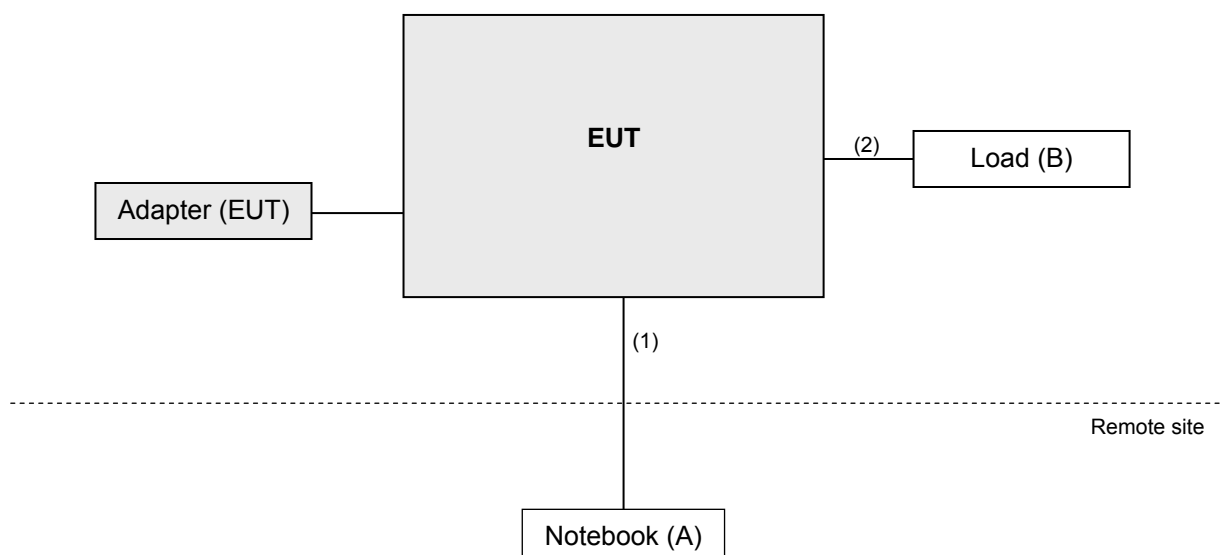 EUT
(2)
Load (B)
Adapter (EUT)
(1)
Remote site
Notebook (A)